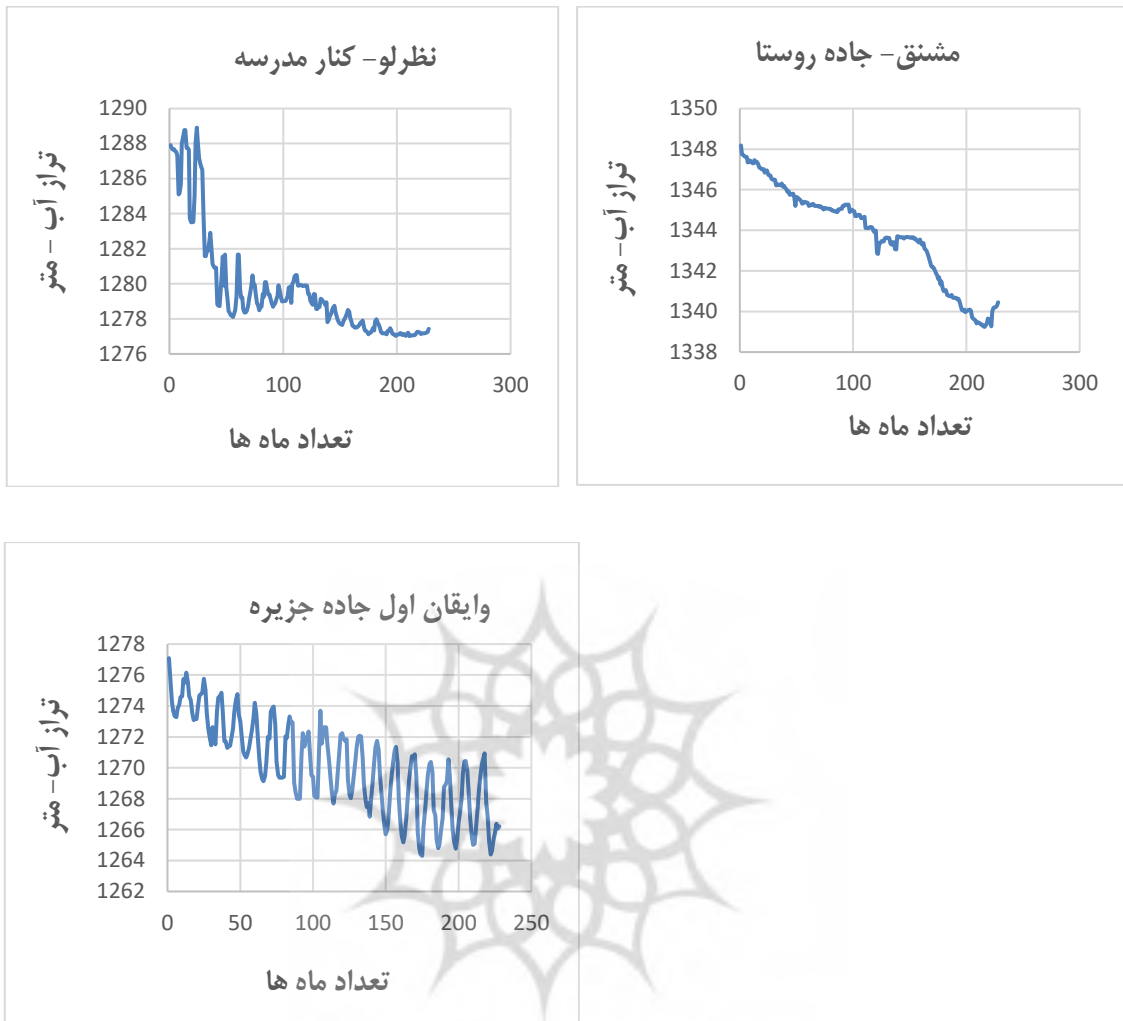 نظرلو- کنار مدرسه
1290
1288
1286
1284
1282
1280
1278
1276
0 100 200 300
تراز آب - متر
تعداد ماه ها
مشنق- جاده روستا
1350
1348
1346
1344
1342
1340
1338
0 100 200 300
تراز آب- متر
تعداد ماه ها
وایقان اول جاده جزیره
1278
1276
1274
1272
1270
1268
1266
1264
1262
0 50 100 150 200 250
تراز آب- متر
تعداد ماه ها